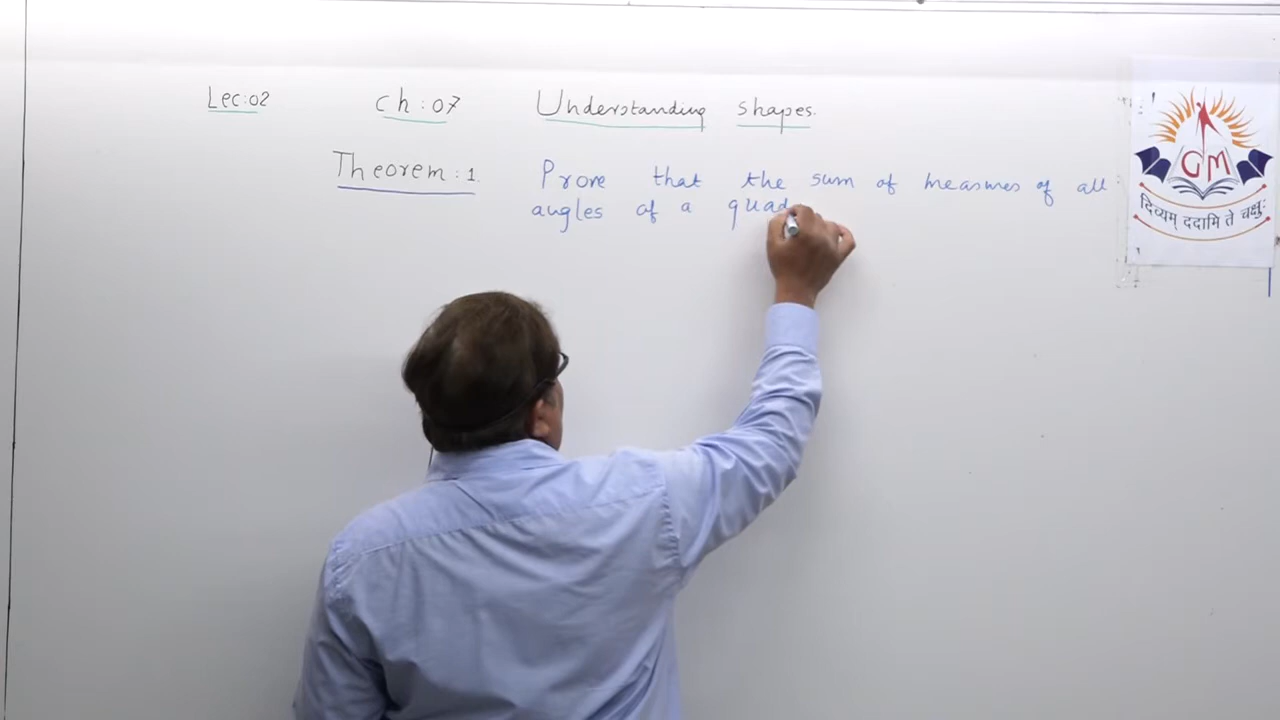 Lec:02 Ch:07 Understanding shapes.
Theorem:1. Prove that the sum of measures of all
angles of a quad
GM
दिव्यम् ददामि ते चक्षुः